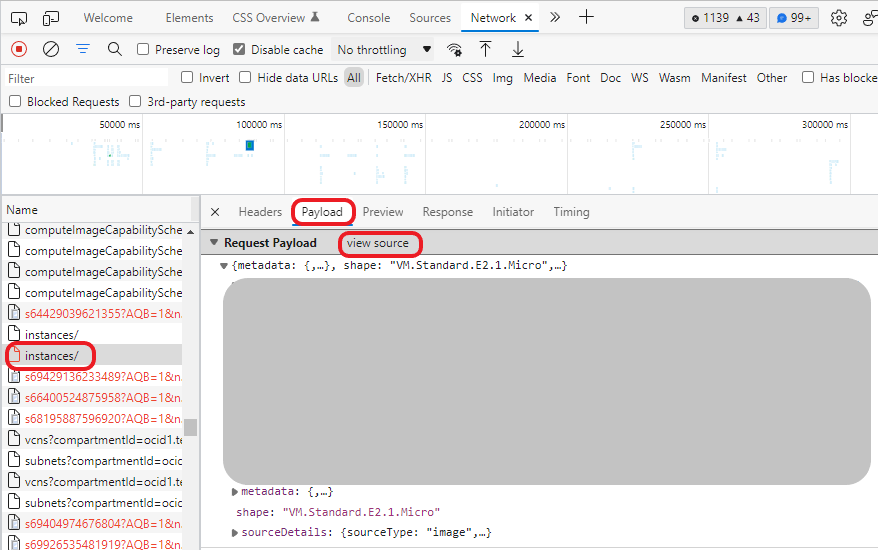 Welcome Elements CSS Overview Console Sources Network 1139 43 99+
Preserve log Disable cache No throttling
Filter Invert Hide data URLs All Fetch/XHR JS CSS Img Media Font Doc WS Wasm Manifest Other Has blocke
Blocked Requests 3rd-party requests
50000 ms 100000 ms 150000 ms 200000 ms 250000 ms 300000 ms
Name
Headers Payload Preview Response Initiator Timing
computeImageCapabilitySche
computeImageCapabilitySche
computeImageCapabilitySche
computeImageCapabilitySche
s64429039621355?AQB=1&n.
instances/
instances/
s69429136233489?AQB=1&n.
s66400524875958?AQB=1&n.
s68195887596920?AQB=1&n.
vcns?compartmentId=ocid1.te
subnets?compartmentId=ocid
vcns?compartmentId=ocid1.te
subnets?compartmentId=ocid
s69404974676804?AQB=1&n.
s69926535481919?AQB=1&n.
Request Payload view source
{metadata: {,…}, shape: "VM.Standard.E2.1.Micro",…}
metadata: {,…}
shape: "VM.Standard.E2.1.Micro"
sourceDetails: {sourceType: "image",…}